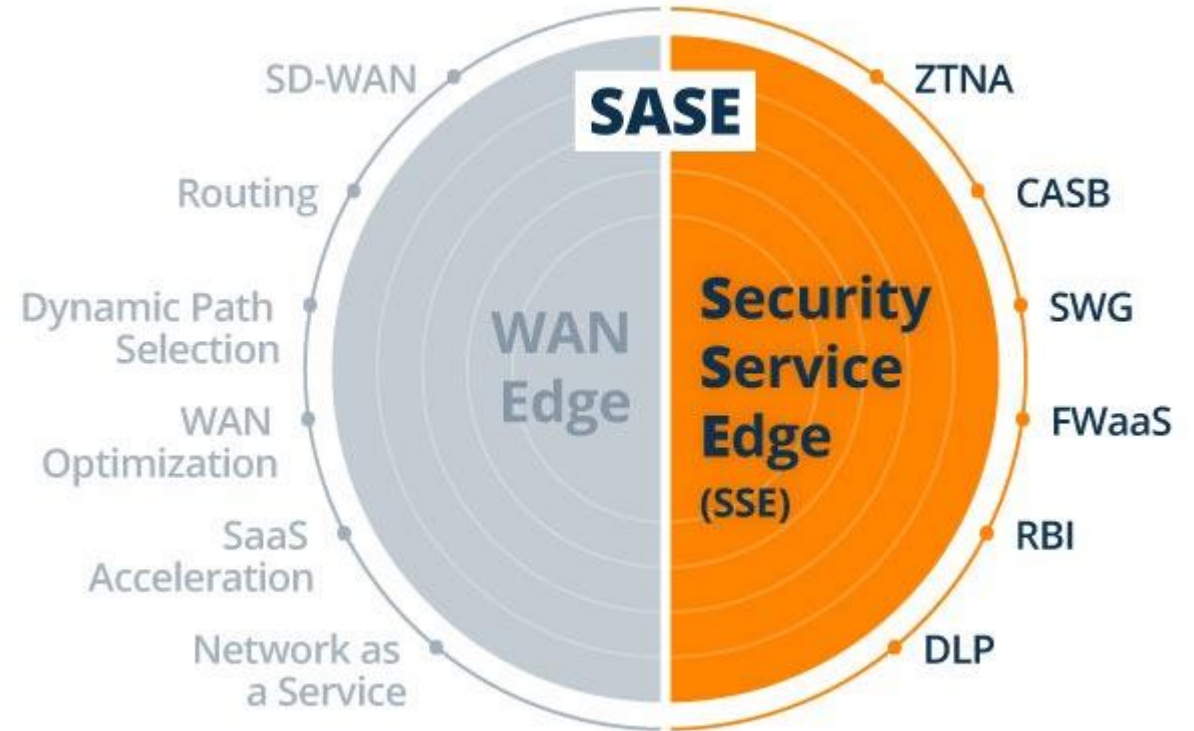 SASE
SD-WAN
Routing
Dynamic Path
Selection
WAN
Optimization
SaaS
Acceleration
Network as
a Service
WAN
Edge
Security
Service
Edge
(SSE)
ZTNA
CASB
SWG
FWaaS
RBI
DLP